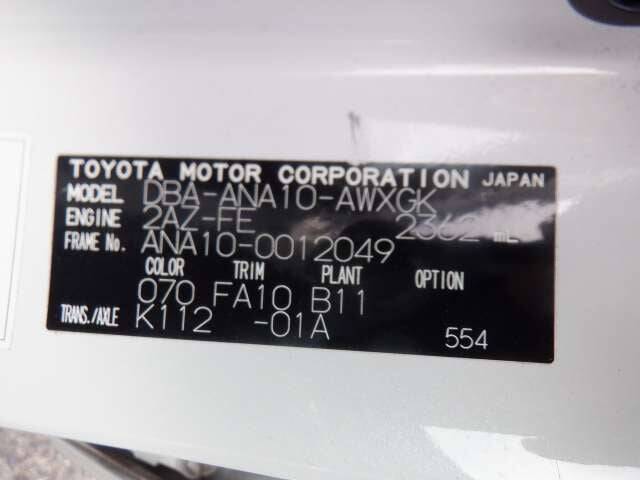 TOYOTA MOTOR CORPORATION JAPAN
MODEL DBA-ANA10-AWXGK
ENGINE 2AZ-FE 2362 mL
FRAME No. ANA10-0012049
COLOR TRIM PLANT OPTION
070 FA10 B11
TRANS./AXLE K112 -01A
554